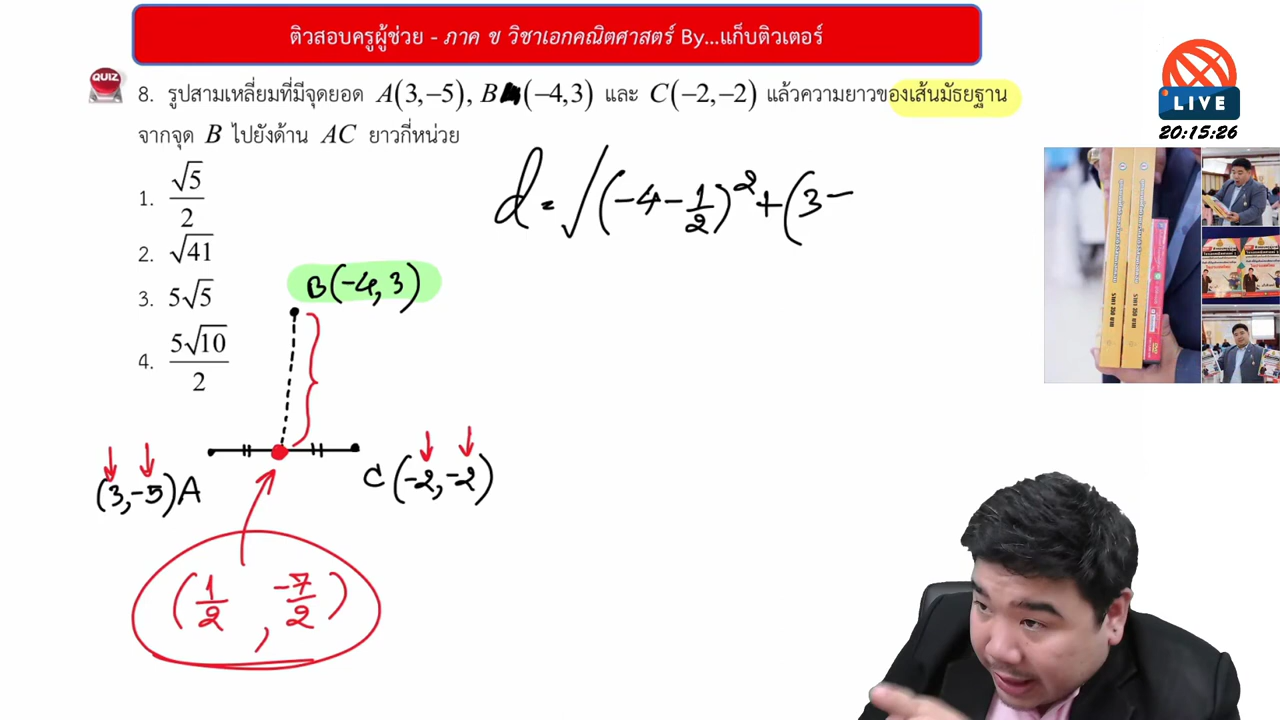 ติวสอบครูผู้ช่วย - ภาค ข วิชาเอกคณิตศาสตร์ By...แก็บติวเตอร์
QUIZ
8. รูปสามเหลี่ยมที่มีจุดยอด A(3,−5), B(−4,3) และ C(−2,−2) แล้วความยาวของเส้นมัธยฐาน
จากจุด B ไปยังด้าน AC ยาวกี่หน่วย
LIVE
20:15:26
1. √5/2
2. √41
3. 5√5
4. 5√10/2
d = √(-4-1/2)²+(3-
B(-4,3)
(3,-5)A
C(-2,-2)
(1/2, -7/2)